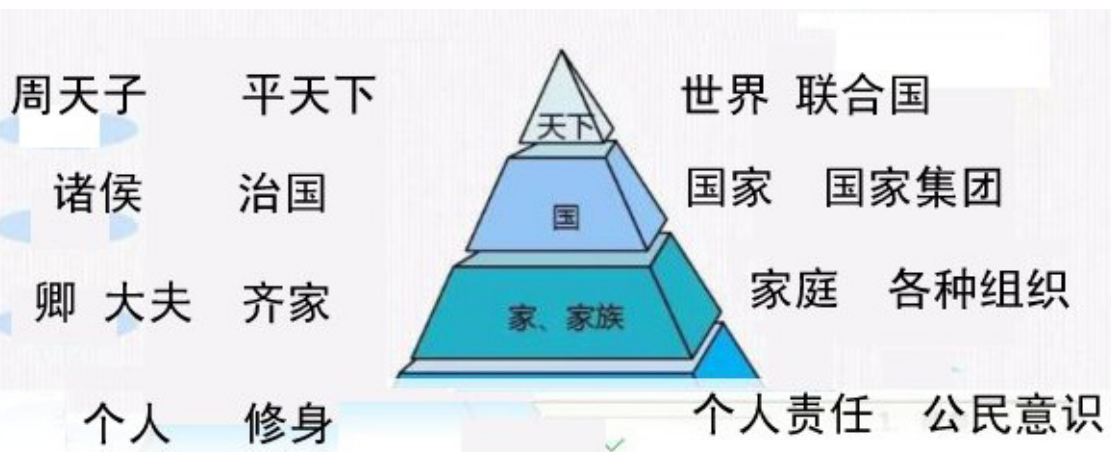 周天子 平天下 天下 世界 联合国
诸侯 治国 国 国家 国家集团
卿 大夫 齐家 家、家族 家庭 各种组织
个人 修身 个人责任 公民意识